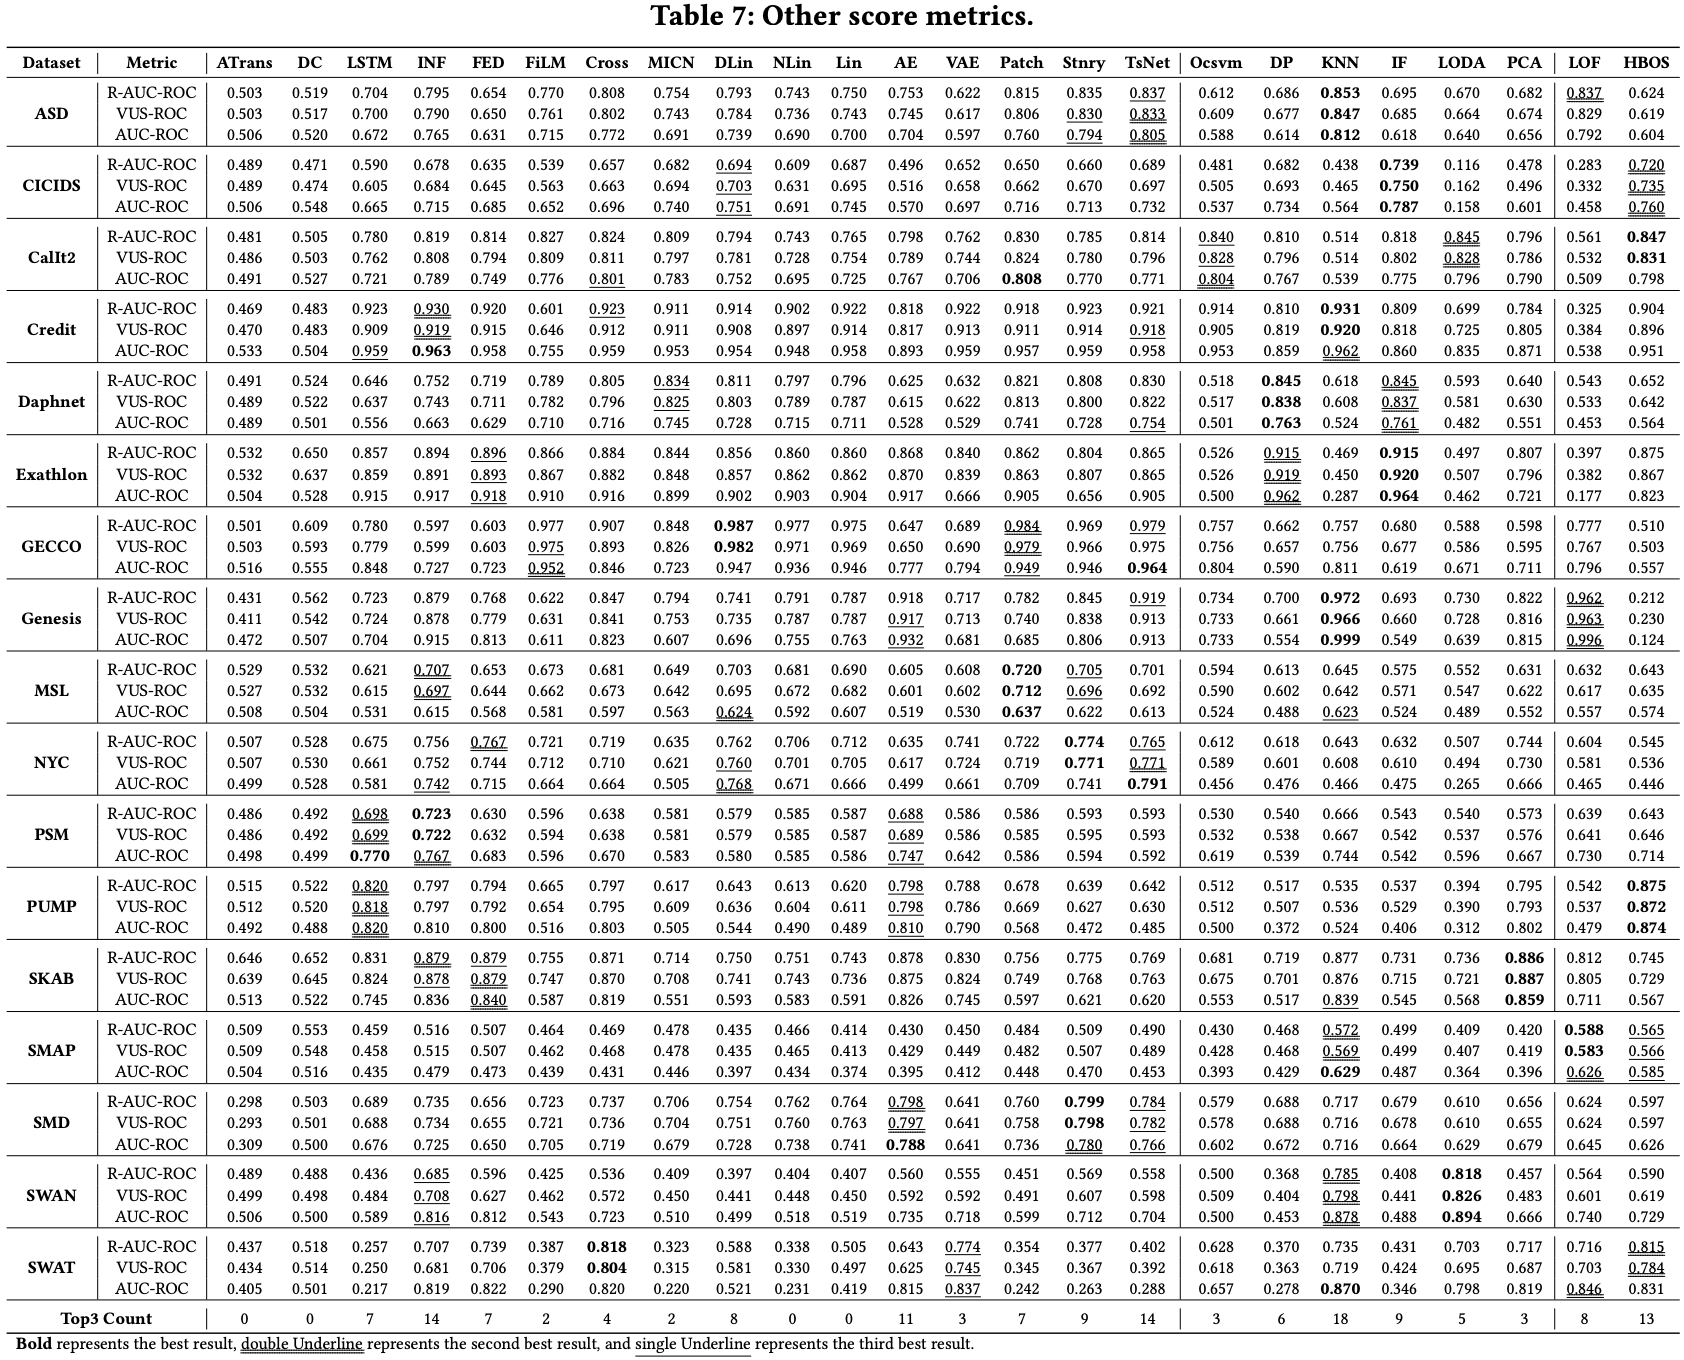 Table 7: Other score metrics.
Dataset Metric ATrans DC LSTM INF FED FiLM Cross MICN DLin NLin Lin AE VAE Patch Stnry TsNet Ocsvm DP KNN IF LODA PCA LOF HBOS
R-AUC-ROC 0.503 0.519 0.704 0.795 0.654 0.770 0.808 0.754 0.793 0.743 0.750 0.753 0.622 0.815 0.835 0.837 0.612 0.686 0.853 0.695 0.670 0.682 0.837 0.624
ASD VUS-ROC 0.503 0.517 0.700 0.790 0.650 0.761 0.802 0.743 0.784 0.736 0.743 0.745 0.617 0.806 0.830 0.833 0.609 0.677 0.847 0.685 0.664 0.674 0.829 0.619
AUC-ROC 0.506 0.520 0.672 0.765 0.631 0.715 0.772 0.691 0.739 0.690 0.700 0.704 0.597 0.760 0.794 0.805 0.588 0.614 0.812 0.618 0.640 0.656 0.792 0.604
R-AUC-ROC 0.489 0.471 0.590 0.678 0.635 0.539 0.657 0.682 0.694 0.609 0.687 0.496 0.652 0.650 0.660 0.689 0.481 0.682 0.438 0.739 0.116 0.478 0.283 0.720
CICIDS VUS-ROC 0.489 0.474 0.605 0.684 0.645 0.563 0.663 0.694 0.703 0.631 0.695 0.516 0.658 0.662 0.670 0.697 0.505 0.693 0.465 0.750 0.162 0.496 0.332 0.735
AUC-ROC 0.506 0.548 0.665 0.715 0.685 0.652 0.696 0.740 0.751 0.691 0.745 0.570 0.697 0.716 0.713 0.732 0.537 0.734 0.564 0.787 0.158 0.601 0.458 0.760
R-AUC-ROC 0.481 0.505 0.780 0.819 0.814 0.827 0.824 0.809 0.794 0.743 0.765 0.798 0.762 0.830 0.785 0.814 0.840 0.810 0.514 0.818 0.845 0.796 0.561 0.847
CalIt2 VUS-ROC 0.486 0.503 0.762 0.808 0.794 0.809 0.811 0.797 0.781 0.728 0.754 0.789 0.744 0.824 0.780 0.796 0.828 0.796 0.514 0.802 0.828 0.786 0.532 0.831
AUC-ROC 0.491 0.527 0.721 0.789 0.749 0.776 0.801 0.783 0.752 0.695 0.725 0.767 0.706 0.808 0.770 0.771 0.804 0.767 0.539 0.775 0.796 0.790 0.509 0.798
R-AUC-ROC 0.469 0.483 0.923 0.930 0.920 0.601 0.923 0.911 0.914 0.902 0.922 0.818 0.922 0.918 0.923 0.921 0.914 0.810 0.931 0.809 0.699 0.784 0.325 0.904
Credit VUS-ROC 0.470 0.483 0.909 0.919 0.915 0.646 0.912 0.911 0.908 0.897 0.914 0.817 0.913 0.911 0.914 0.918 0.905 0.819 0.920 0.818 0.725 0.805 0.384 0.896
AUC-ROC 0.533 0.504 0.959 0.963 0.958 0.755 0.959 0.953 0.954 0.948 0.958 0.893 0.959 0.957 0.959 0.958 0.953 0.859 0.962 0.860 0.835 0.871 0.538 0.951
R-AUC-ROC 0.491 0.524 0.646 0.752 0.719 0.789 0.805 0.834 0.811 0.797 0.796 0.625 0.632 0.821 0.808 0.830 0.518 0.845 0.618 0.845 0.593 0.640 0.543 0.652
Daphnet VUS-ROC 0.489 0.522 0.637 0.743 0.711 0.782 0.796 0.825 0.803 0.789 0.787 0.615 0.622 0.813 0.800 0.822 0.517 0.838 0.608 0.837 0.581 0.630 0.533 0.642
AUC-ROC 0.489 0.501 0.556 0.663 0.629 0.710 0.716 0.745 0.728 0.715 0.711 0.528 0.529 0.741 0.728 0.754 0.501 0.763 0.524 0.761 0.482 0.551 0.453 0.564
R-AUC-ROC 0.532 0.650 0.857 0.894 0.896 0.866 0.884 0.844 0.856 0.860 0.860 0.868 0.840 0.862 0.804 0.865 0.526 0.915 0.469 0.915 0.497 0.807 0.397 0.875
Exathlon VUS-ROC 0.532 0.637 0.859 0.891 0.893 0.867 0.882 0.848 0.857 0.862 0.862 0.870 0.839 0.863 0.807 0.865 0.526 0.919 0.450 0.920 0.507 0.796 0.382 0.867
AUC-ROC 0.504 0.528 0.915 0.917 0.918 0.910 0.916 0.899 0.902 0.903 0.904 0.917 0.666 0.905 0.656 0.905 0.500 0.962 0.287 0.964 0.462 0.721 0.177 0.823
R-AUC-ROC 0.501 0.609 0.780 0.597 0.603 0.977 0.907 0.848 0.987 0.977 0.975 0.647 0.689 0.984 0.969 0.979 0.757 0.662 0.757 0.680 0.588 0.598 0.777 0.510
GECCO VUS-ROC 0.503 0.593 0.779 0.599 0.603 0.975 0.893 0.826 0.982 0.971 0.969 0.650 0.690 0.979 0.966 0.975 0.756 0.657 0.756 0.677 0.586 0.595 0.767 0.503
AUC-ROC 0.516 0.555 0.848 0.727 0.723 0.952 0.846 0.723 0.947 0.936 0.946 0.777 0.794 0.949 0.946 0.964 0.804 0.590 0.811 0.619 0.671 0.711 0.796 0.557
R-AUC-ROC 0.431 0.562 0.723 0.879 0.768 0.622 0.847 0.794 0.741 0.791 0.787 0.918 0.717 0.782 0.845 0.919 0.734 0.700 0.972 0.693 0.730 0.822 0.962 0.212
Genesis VUS-ROC 0.411 0.542 0.724 0.878 0.779 0.631 0.841 0.753 0.735 0.787 0.787 0.917 0.713 0.740 0.838 0.913 0.733 0.661 0.966 0.660 0.728 0.816 0.963 0.230
AUC-ROC 0.472 0.507 0.704 0.915 0.813 0.611 0.823 0.607 0.696 0.755 0.763 0.932 0.681 0.685 0.806 0.913 0.733 0.554 0.999 0.549 0.639 0.815 0.996 0.124
R-AUC-ROC 0.529 0.532 0.621 0.707 0.653 0.673 0.681 0.649 0.703 0.681 0.690 0.605 0.608 0.720 0.705 0.701 0.594 0.613 0.645 0.575 0.552 0.631 0.632 0.643
MSL VUS-ROC 0.527 0.532 0.615 0.697 0.644 0.662 0.673 0.642 0.695 0.672 0.682 0.601 0.602 0.712 0.696 0.692 0.590 0.602 0.642 0.571 0.547 0.622 0.617 0.635
AUC-ROC 0.508 0.504 0.531 0.615 0.568 0.581 0.597 0.563 0.624 0.592 0.607 0.519 0.530 0.637 0.622 0.613 0.524 0.488 0.623 0.524 0.489 0.552 0.557 0.574
R-AUC-ROC 0.507 0.528 0.675 0.756 0.767 0.721 0.719 0.635 0.762 0.706 0.712 0.635 0.741 0.722 0.774 0.765 0.612 0.618 0.643 0.632 0.507 0.744 0.604 0.545
NYC VUS-ROC 0.507 0.530 0.661 0.752 0.744 0.712 0.710 0.621 0.760 0.701 0.705 0.617 0.724 0.719 0.771 0.771 0.589 0.601 0.608 0.610 0.494 0.730 0.581 0.536
AUC-ROC 0.499 0.528 0.581 0.742 0.715 0.664 0.664 0.505 0.768 0.671 0.666 0.499 0.661 0.709 0.741 0.791 0.456 0.476 0.466 0.475 0.265 0.666 0.465 0.446
R-AUC-ROC 0.486 0.492 0.698 0.723 0.630 0.596 0.638 0.581 0.579 0.585 0.587 0.688 0.586 0.586 0.593 0.593 0.530 0.540 0.666 0.543 0.540 0.573 0.639 0.643
PSM VUS-ROC 0.486 0.492 0.699 0.722 0.632 0.594 0.638 0.581 0.579 0.585 0.587 0.689 0.586 0.585 0.595 0.593 0.532 0.538 0.667 0.542 0.537 0.576 0.641 0.646
AUC-ROC 0.498 0.499 0.770 0.767 0.683 0.596 0.670 0.583 0.580 0.585 0.586 0.747 0.642 0.586 0.594 0.592 0.619 0.539 0.744 0.542 0.596 0.667 0.730 0.714
R-AUC-ROC 0.515 0.522 0.820 0.797 0.794 0.665 0.797 0.617 0.643 0.613 0.620 0.798 0.788 0.678 0.639 0.642 0.512 0.517 0.535 0.537 0.394 0.795 0.542 0.875
PUMP VUS-ROC 0.512 0.520 0.818 0.797 0.792 0.654 0.795 0.609 0.636 0.604 0.611 0.798 0.786 0.669 0.627 0.630 0.512 0.507 0.536 0.529 0.390 0.793 0.537 0.872
AUC-ROC 0.492 0.488 0.820 0.810 0.800 0.516 0.803 0.505 0.544 0.490 0.489 0.810 0.790 0.568 0.472 0.485 0.500 0.372 0.524 0.406 0.312 0.802 0.479 0.874
R-AUC-ROC 0.646 0.652 0.831 0.879 0.879 0.755 0.871 0.714 0.750 0.751 0.743 0.878 0.830 0.756 0.775 0.769 0.681 0.719 0.877 0.731 0.736 0.886 0.812 0.745
SKAB VUS-ROC 0.639 0.645 0.824 0.878 0.879 0.747 0.870 0.708 0.741 0.743 0.736 0.875 0.824 0.749 0.768 0.763 0.675 0.701 0.876 0.715 0.721 0.887 0.805 0.729
AUC-ROC 0.513 0.522 0.745 0.836 0.840 0.587 0.819 0.551 0.593 0.583 0.591 0.826 0.745 0.597 0.621 0.620 0.553 0.517 0.839 0.545 0.568 0.859 0.711 0.567
R-AUC-ROC 0.509 0.553 0.459 0.516 0.507 0.464 0.469 0.478 0.435 0.466 0.414 0.430 0.450 0.484 0.509 0.490 0.430 0.468 0.572 0.499 0.409 0.420 0.588 0.565
SMAP VUS-ROC 0.509 0.548 0.458 0.515 0.507 0.462 0.468 0.478 0.435 0.465 0.413 0.429 0.449 0.482 0.507 0.489 0.428 0.468 0.569 0.499 0.407 0.419 0.583 0.566
AUC-ROC 0.504 0.516 0.435 0.479 0.473 0.439 0.431 0.446 0.397 0.434 0.374 0.395 0.412 0.448 0.470 0.453 0.393 0.429 0.629 0.487 0.364 0.396 0.626 0.585
R-AUC-ROC 0.298 0.503 0.689 0.735 0.656 0.723 0.737 0.706 0.754 0.762 0.764 0.798 0.641 0.760 0.799 0.784 0.579 0.688 0.717 0.679 0.610 0.656 0.624 0.597
SMD VUS-ROC 0.293 0.501 0.688 0.734 0.655 0.721 0.736 0.704 0.751 0.760 0.763 0.797 0.641 0.758 0.798 0.782 0.578 0.688 0.716 0.678 0.610 0.655 0.624 0.597
AUC-ROC 0.309 0.500 0.676 0.725 0.650 0.705 0.719 0.679 0.728 0.738 0.741 0.788 0.641 0.736 0.780 0.766 0.602 0.672 0.716 0.664 0.629 0.679 0.645 0.626
R-AUC-ROC 0.489 0.488 0.436 0.685 0.596 0.425 0.536 0.409 0.397 0.404 0.407 0.560 0.555 0.451 0.569 0.558 0.500 0.368 0.785 0.408 0.818 0.457 0.564 0.590
SWAN VUS-ROC 0.499 0.498 0.484 0.708 0.627 0.462 0.572 0.450 0.441 0.448 0.450 0.592 0.592 0.491 0.607 0.598 0.509 0.404 0.798 0.441 0.826 0.483 0.601 0.619
AUC-ROC 0.506 0.500 0.589 0.816 0.812 0.543 0.723 0.510 0.499 0.518 0.519 0.735 0.718 0.599 0.712 0.704 0.500 0.453 0.878 0.488 0.894 0.666 0.740 0.729
R-AUC-ROC 0.437 0.518 0.257 0.707 0.739 0.387 0.818 0.323 0.588 0.338 0.505 0.643 0.774 0.354 0.377 0.402 0.628 0.370 0.735 0.431 0.703 0.717 0.716 0.815
SWAT VUS-ROC 0.434 0.514 0.250 0.681 0.706 0.379 0.804 0.315 0.581 0.330 0.497 0.625 0.745 0.345 0.367 0.392 0.618 0.363 0.719 0.424 0.695 0.687 0.703 0.784
AUC-ROC 0.405 0.501 0.217 0.819 0.822 0.290 0.820 0.220 0.521 0.231 0.419 0.815 0.837 0.242 0.263 0.288 0.657 0.278 0.870 0.346 0.798 0.819 0.846 0.831
Top3 Count 0 0 7 14 7 2 4 2 8 0 0 11 3 7 9 14 3 6 18 9 5 3 8 13
Bold represents the best result, double Underline represents the second best result, and single Underline represents the third best result.